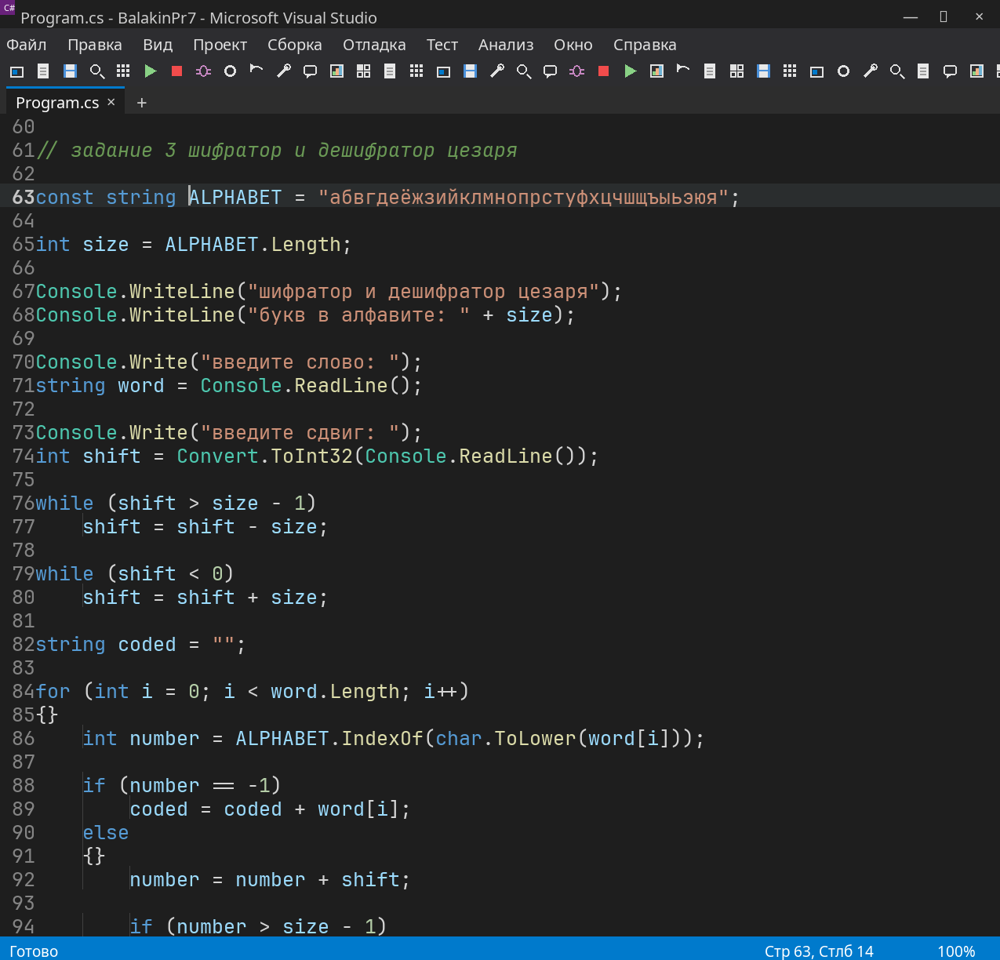 C#
Program.cs - BalakinPr7 - Microsoft Visual Studio
Файл Правка Вид Проект Сборка Отладка Тест Анализ Окно Справка
Program.cs × +
60
61// задание 3 шифратор и дешифратор цезаря
62
63const string ALPHABET = "абвгдеёжзийклмнопрстуфхцчшщъыьэюя";
64
65int size = ALPHABET.Length;
66
67Console.WriteLine("шифратор и дешифратор цезаря");
68Console.WriteLine("букв в алфавите: " + size);
69
70Console.Write("введите слово: ");
71string word = Console.ReadLine();
72
73Console.Write("введите сдвиг: ");
74int shift = Convert.ToInt32(Console.ReadLine());
75
76while (shift > size - 1)
77    shift = shift - size;
78
79while (shift < 0)
80    shift = shift + size;
81
82string coded = "";
83
84for (int i = 0; i < word.Length; i++)
85{}
86    int number = ALPHABET.IndexOf(char.ToLower(word[i]));
87
88    if (number == -1)
89        coded = coded + word[i];
90    else
91    {}
92        number = number + shift;
93
94        if (number > size - 1)
Готово Стр 63, Стлб 14 100%